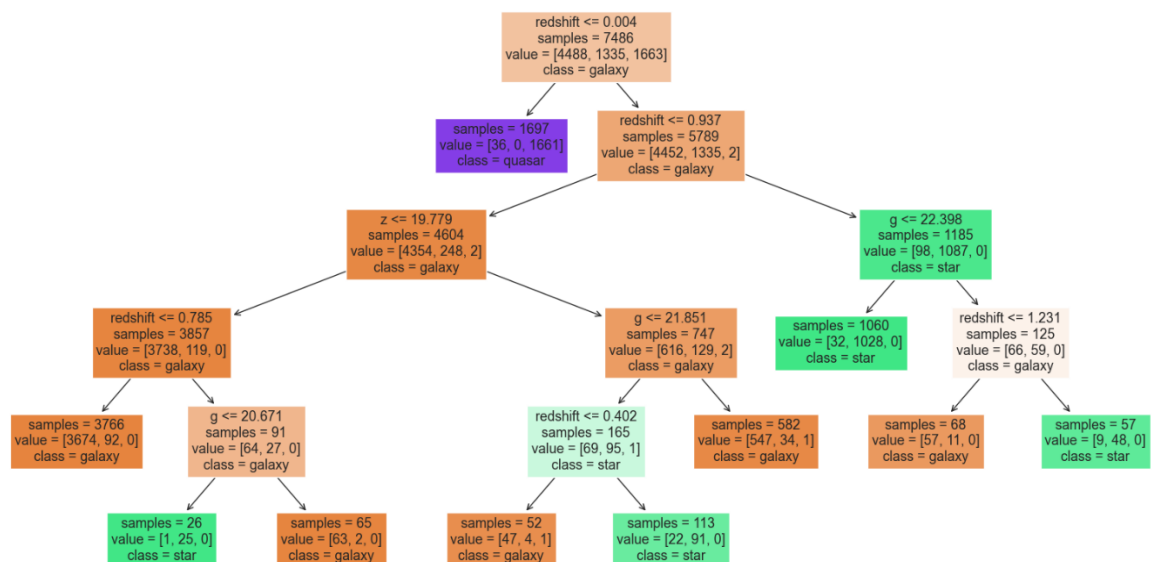 redshift <= 0.004
samples = 7486
value = [4488, 1335, 1663]
class = galaxy
samples = 1697
value = [36, 0, 1661]
class = quasar
redshift <= 0.937
samples = 5789
value = [4452, 1335, 2]
class = galaxy
z <= 19.779
samples = 4604
value = [4354, 248, 2]
class = galaxy
g <= 22.398
samples = 1185
value = [98, 1087, 0]
class = star
redshift <= 0.785
samples = 3857
value = [3738, 119, 0]
class = galaxy
g <= 21.851
samples = 747
value = [616, 129, 2]
class = galaxy
samples = 1060
value = [32, 1028, 0]
class = star
redshift <= 1.231
samples = 125
value = [66, 59, 0]
class = galaxy
samples = 3766
value = [3674, 92, 0]
class = galaxy
g <= 20.671
samples = 91
value = [64, 27, 0]
class = galaxy
redshift <= 0.402
samples = 165
value = [69, 95, 1]
class = star
samples = 582
value = [547, 34, 1]
class = galaxy
samples = 68
value = [57, 11, 0]
class = galaxy
samples = 57
value = [9, 48, 0]
class = star
samples = 26
value = [1, 25, 0]
class = star
samples = 65
value = [63, 2, 0]
class = galaxy
samples = 52
value = [47, 4, 1]
class = galaxy
samples = 113
value = [22, 91, 0]
class = star